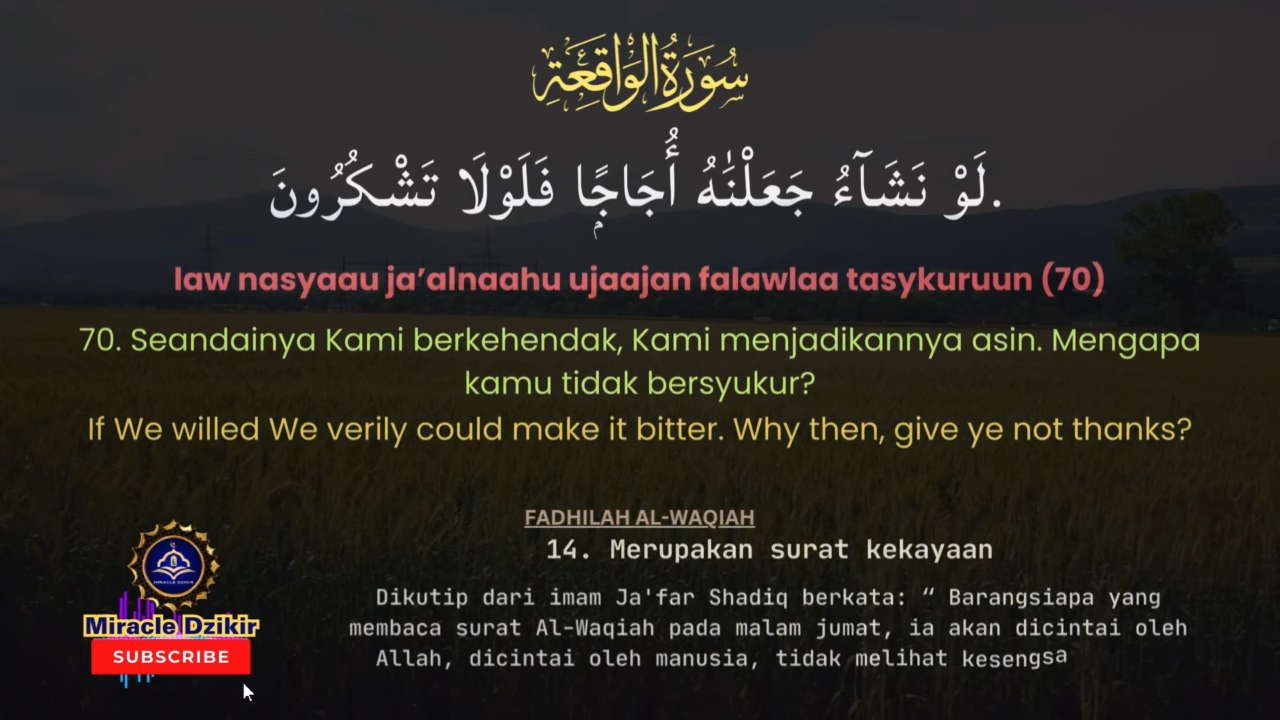 سُورَةُ الْوَاقِعَةِ
لَوْ نَشَآءُ جَعَلْنٰهُ أُجَاجًۭا فَلَوْلَا تَشْكُرُونَ.
law nasyaau ja’alnaahu ujaajan falawlaa tasykuruun (70)
70. Seandainya Kami berkehendak, Kami menjadikannya asin. Mengapa
kamu tidak bersyukur?
If We willed We verily could make it bitter. Why then, give ye not thanks?
FADHILAH AL-WAQIAH
14. Merupakan surat kekayaan
Dikutip dari imam Ja'far Shadiq berkata: “ Barangsiapa yang
membaca surat Al-Waqiah pada malam jumat, ia akan dicintai oleh
Allah, dicintai oleh manusia, tidak melihat kesengsa
MIRACLE DZIKIR
Miracle Dzikir
SUBSCRIBE